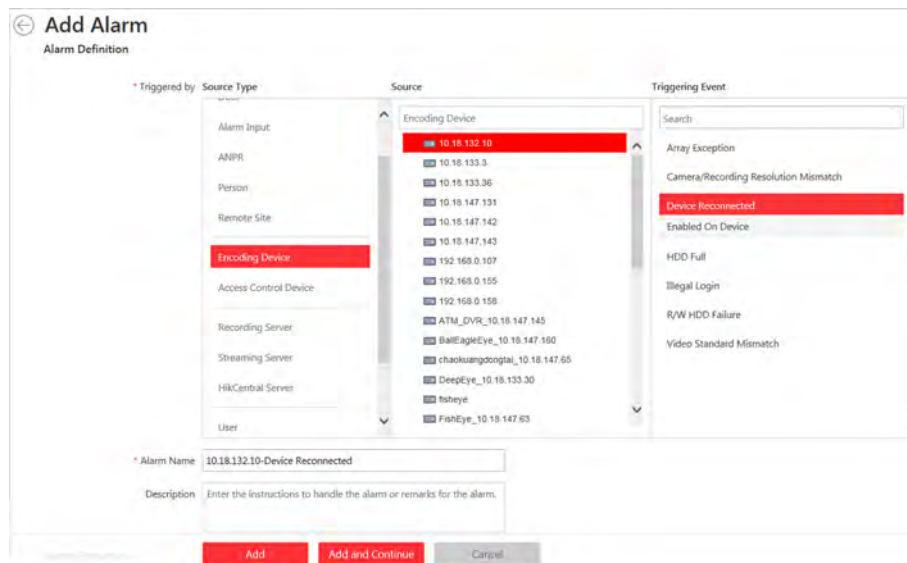 Add Alarm
Alarm Definition
* Triggered by Source Type Source Triggering Event
Alarm Input
ANPR
Person
Remote Site
Encoding Device
Access Control Device
Recording Server
Streaming Server
HikCentral Server
User
Encoding Device
10.18.132.10
10.18.133.3
10.18.133.36
10.18.147.131
10.18.147.142
10.18.147.143
192.168.0.107
192.168.0.155
192.168.0.158
ATM_DVR_10.18.147.145
BallEagleEye_10.18.147.160
chaokuangdongtai_10.18.147.65
DeepEye_10.18.133.30
fisheye
FishEye_10.18.147.63
Search
Array Exception
Camera/Recording Resolution Mismatch
Device Reconnected
Enabled On Device
HDD Full
Illegal Login
R/W HDD Failure
Video Standard Mismatch
* Alarm Name 10.18.132.10-Device Reconnected
Description Enter the instructions to handle the alarm or remarks for the alarm.
Add Add and Continue Cancel